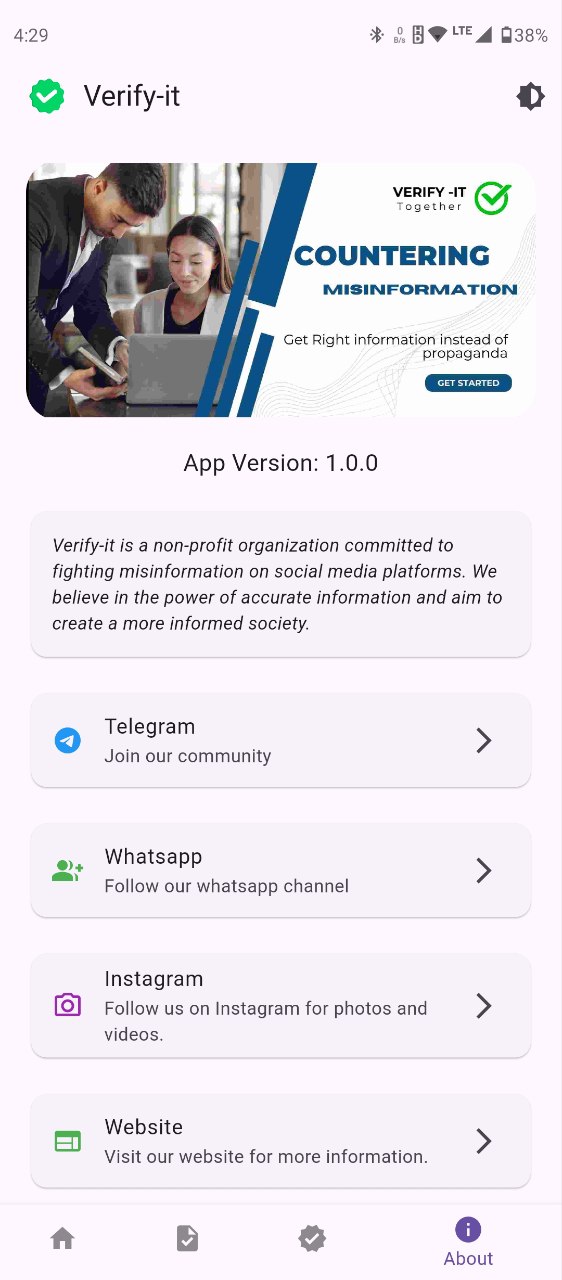 4:29
0
B/s
HD
LTE
38%
Verify-it
VERIFY -IT
Together
COUNTERING
MISINFORMATION
Get Right information instead of
propaganda
GET STARTED
App Version: 1.0.0
Verify-it is a non-profit organization committed to
fighting misinformation on social media platforms. We
believe in the power of accurate information and aim to
create a more informed society.
Telegram
Join our community
Whatsapp
Follow our whatsapp channel
Instagram
Follow us on Instagram for photos and
videos.
Website
Visit our website for more information.
About